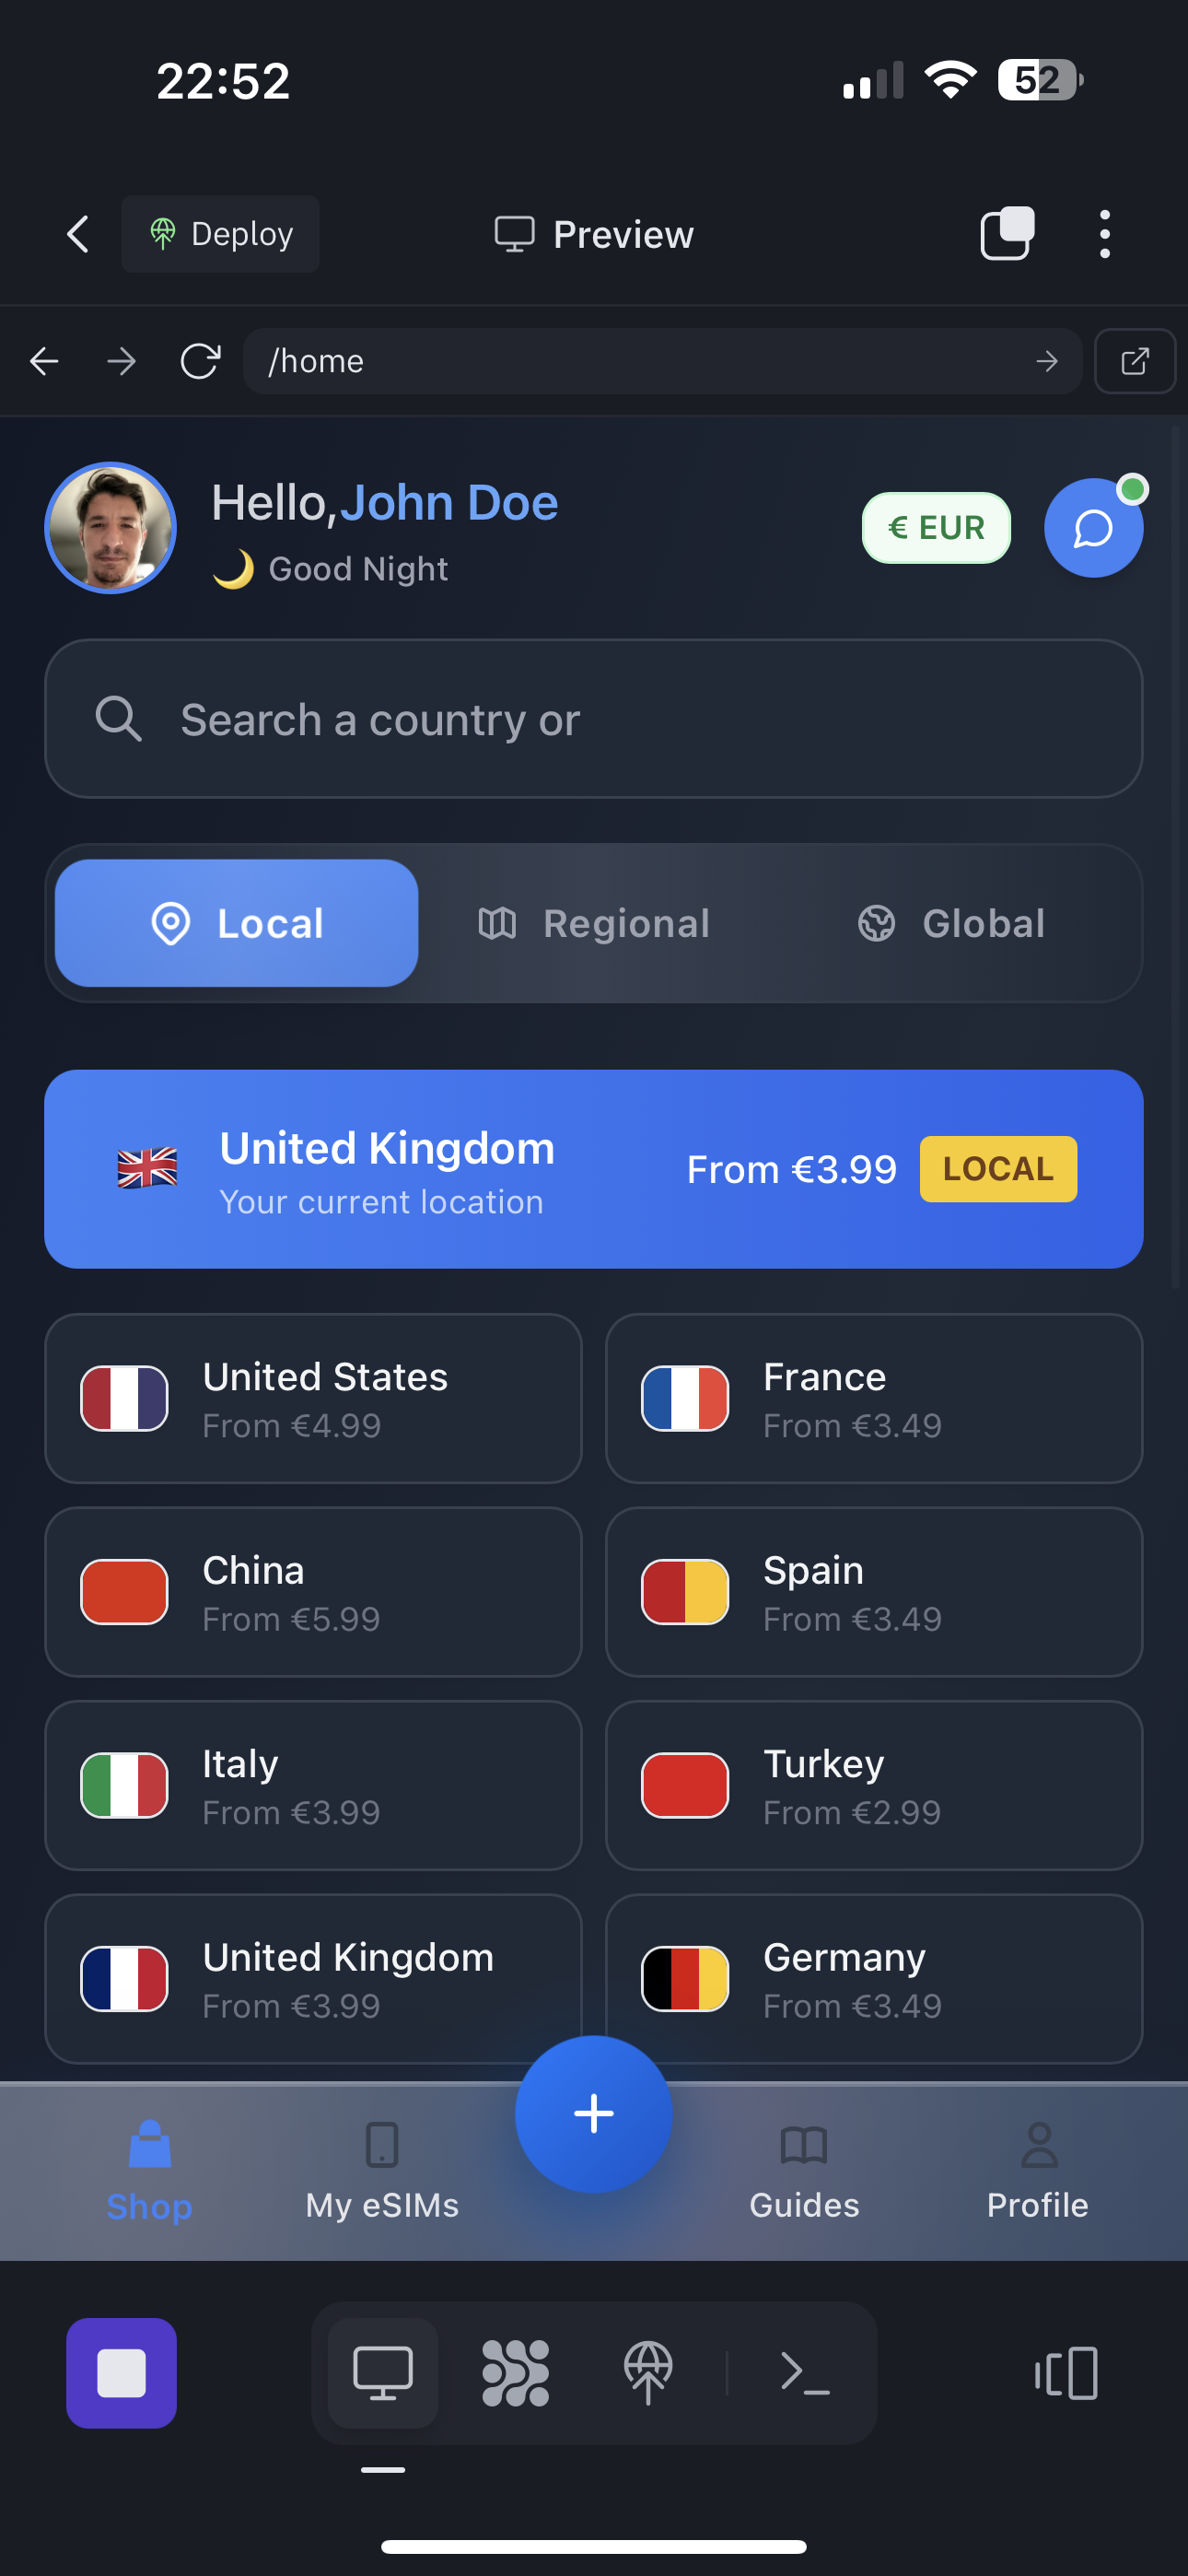 22:52
52
Deploy
Preview
/home
Hello,John Doe
🌙 Good Night
€ EUR
Search a country or
Local
Regional
Global
United Kingdom
Your current location
From €3.99
LOCAL
United States
From €4.99
France
From €3.49
China
From €5.99
Spain
From €3.49
Italy
From €3.99
Turkey
From €2.99
United Kingdom
From €3.99
Germany
From €3.49
Shop
My eSIMs
Guides
Profile